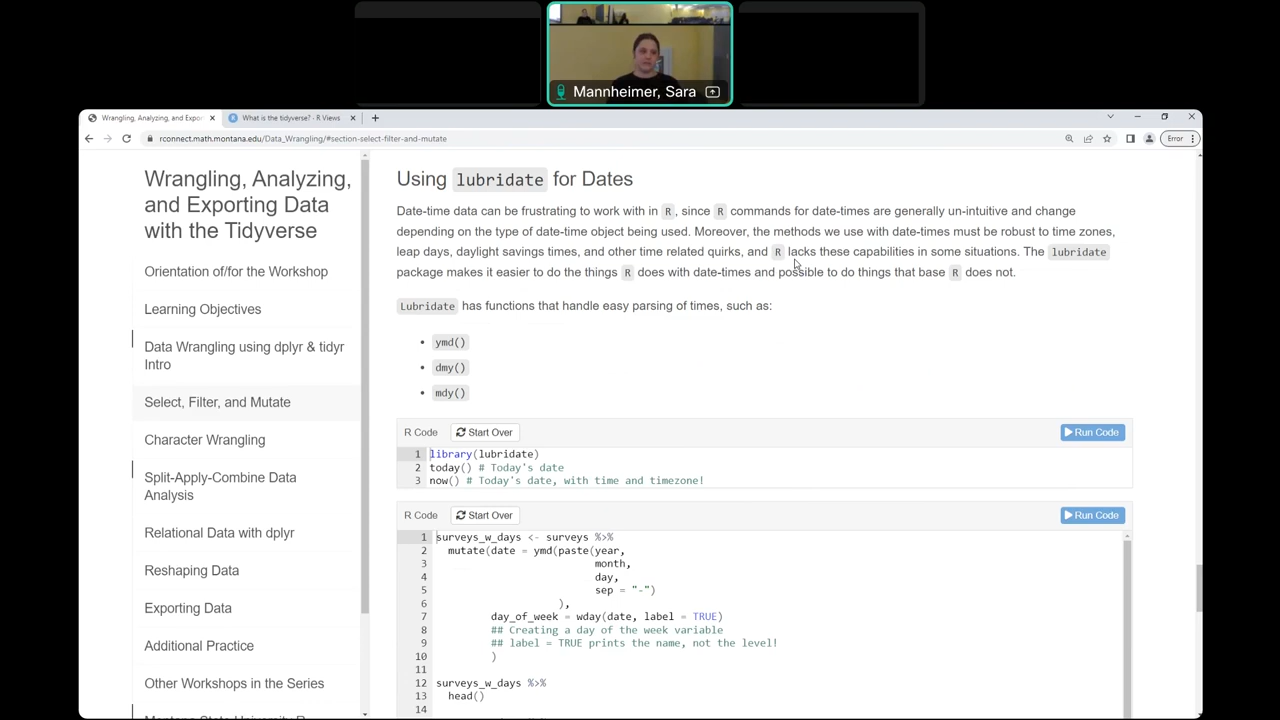 Mannheimer, Sara
Wrangling, Analyzing, and Expor
What is the tidyverse? · R Views
rconnect.math.montana.edu/Data_Wrangling/#section-select-filter-and-mutate
Error
Wrangling, Analyzing,
and Exporting Data
with the Tidyverse
Orientation of/for the Workshop
Learning Objectives
Data Wrangling using dplyr & tidyr
Intro
Select, Filter, and Mutate
Character Wrangling
Split-Apply-Combine Data
Analysis
Relational Data with dplyr
Reshaping Data
Exporting Data
Additional Practice
Other Workshops in the Series
Montana State University R
Using lubridate for Dates
Date-time data can be frustrating to work with in R, since R commands for date-times are generally un-intuitive and change
depending on the type of date-time object being used. Moreover, the methods we use with date-times must be robust to time zones,
leap days, daylight savings times, and other time related quirks, and R lacks these capabilities in some situations. The lubridate
package makes it easier to do the things R does with date-times and possible to do things that base R does not.
Lubridate has functions that handle easy parsing of times, such as:
• ymd()
• dmy()
• mdy()
R Code Start Over Run Code
1 library(lubridate)
2 today() # Today's date
3 now() # Today's date, with time and timezone!
R Code Start Over Run Code
1 surveys_w_days <- surveys %>%
2 mutate(date = ymd(paste(year,
3 month,
4 day,
5 sep = "-")
6 ),
7 day_of_week = wday(date, label = TRUE)
8 ## Creating a day of the week variable
9 ## label = TRUE prints the name, not the level!
10 )
11
12 surveys_w_days %>%
13 head()
14